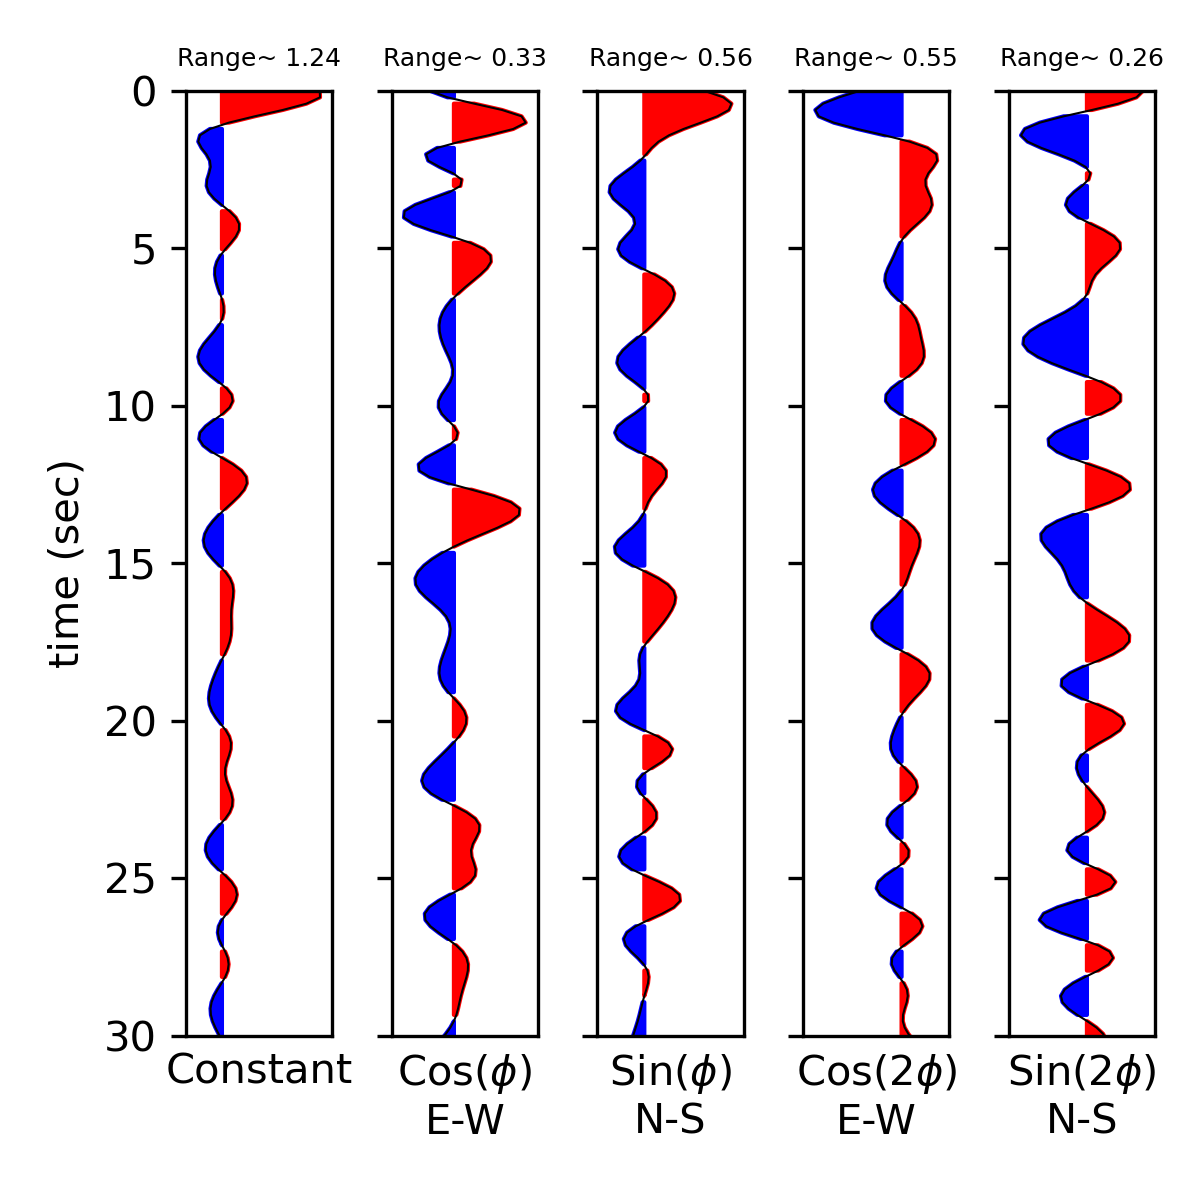 Range~ 1.24
Range~ 0.33
Range~ 0.56
Range~ 0.55
Range~ 0.26
0
5
10
15
20
25
30
time (sec)
Constant
Cos(ϕ)
E-W
Sin(ϕ)
N-S
Cos(2ϕ)
E-W
Sin(2ϕ)
N-S